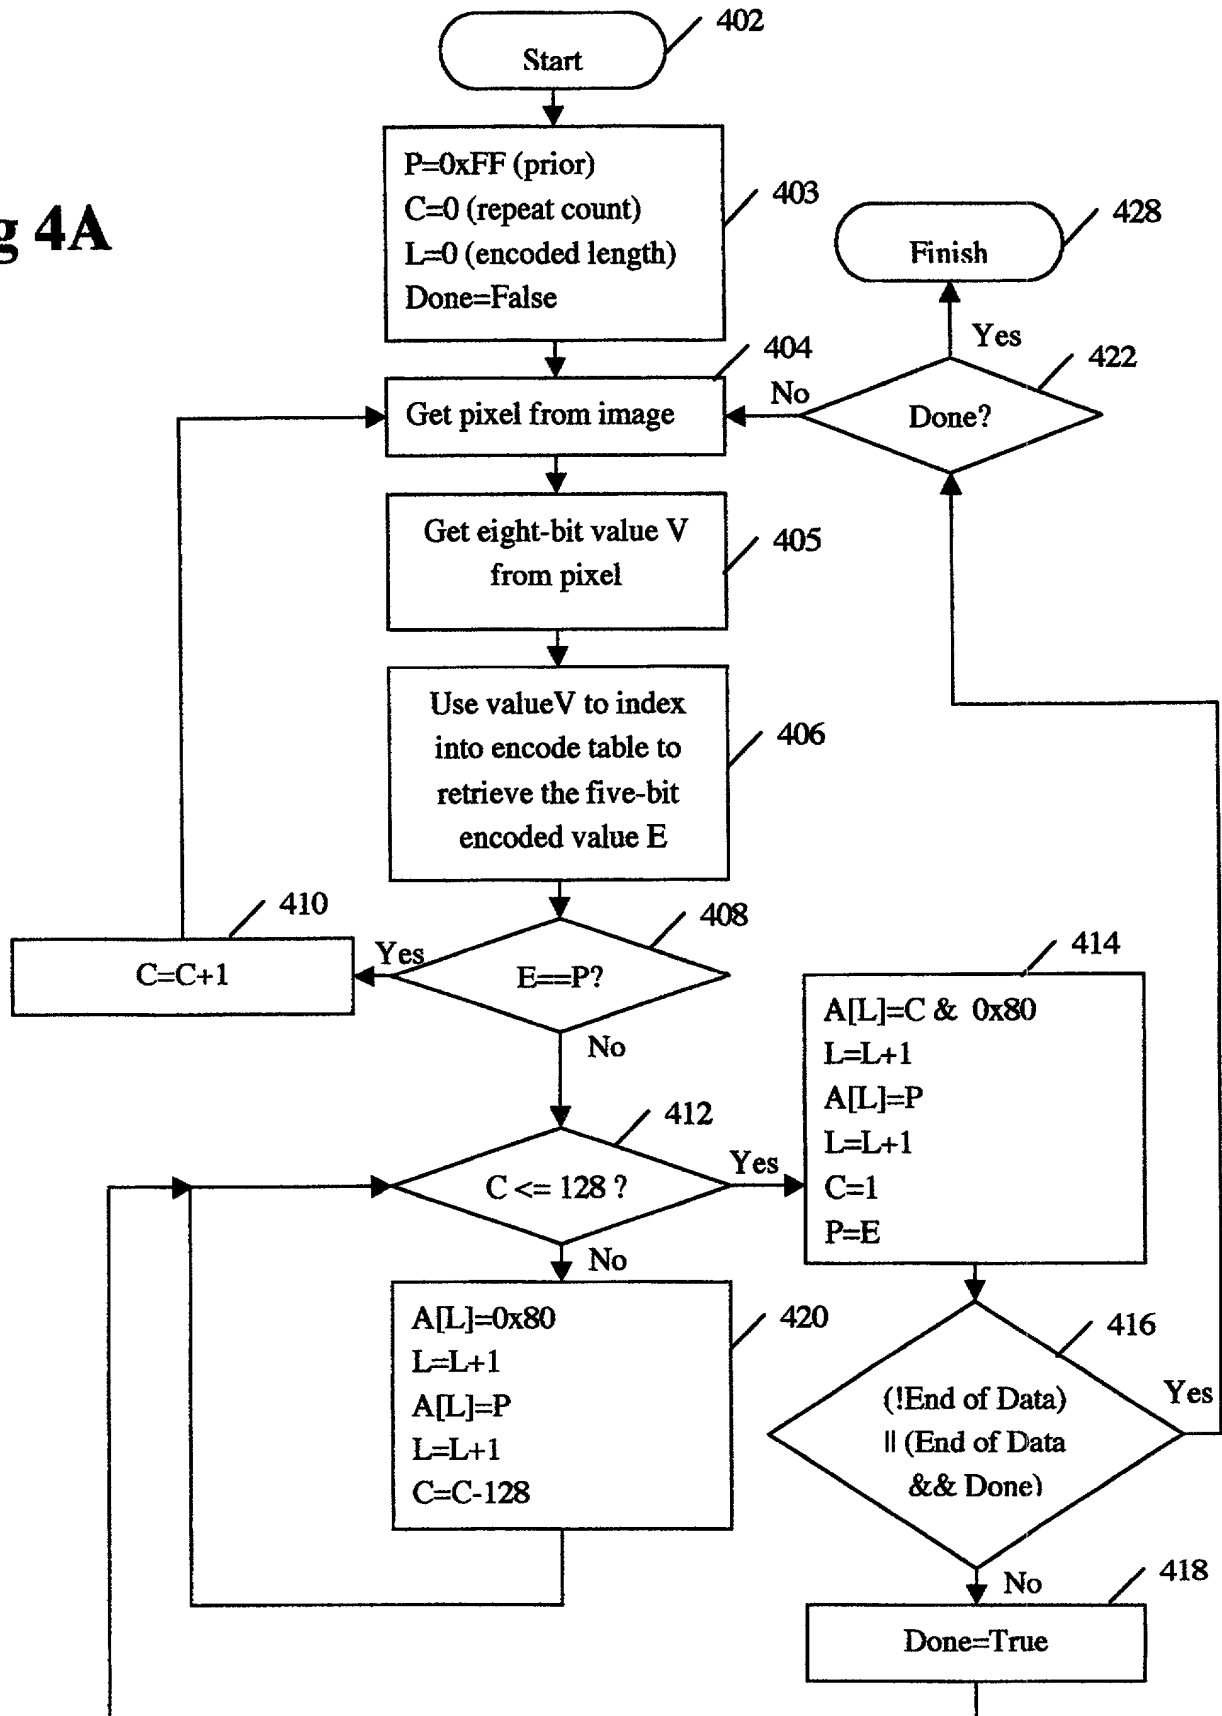 Start
402
P=0xFF (prior)
C=0 (repeat count)
L=0 (encoded length)
Done=False
403
g 4A
428
Finish
Yes
404
422
Get pixel from image
No
Done?
Get eight-bit value V
from pixel
405
Use valueV to index
into encode table to
retrieve the five-bit
encoded value E
406
410
C=C+1
Yes
408
E==P?
No
414
A[L]=C & 0x80
L=L+1
A[L]=P
L=L+1
C=1
P=E
412
C <= 128 ?
Yes
No
A[L]=0x80
L=L+1
A[L]=P
L=L+1
C=C-128
420
416
(!End of Data)
|| (End of Data
&& Done)
Yes
No
418
Done=True